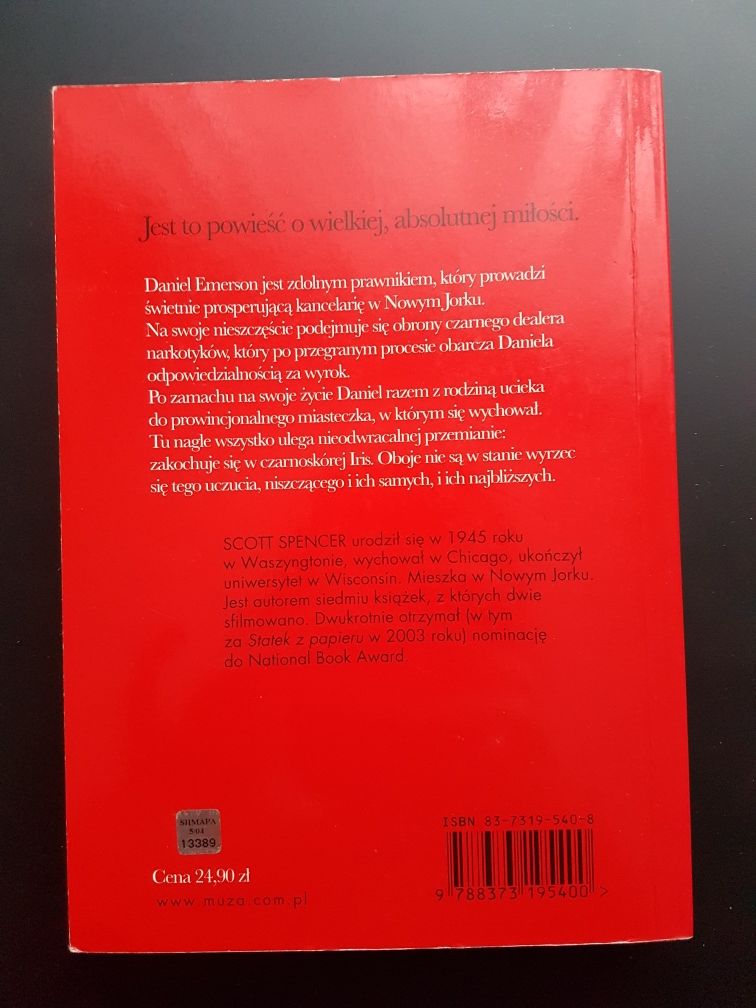 Jest to powieść o wielkiej, absolutnej miłości.
Daniel Emerson jest zdolnym prawnikiem, który prowadzi
świetnie prosperującą kancelarię w Nowym Jorku.
Na swoje nieszczęście podejmuje się obrony czarnego dealera
narkotyków, który po przegranym procesie obarcza Daniela
odpowiedzialnością za wyrok.
Po zamachu na swoje życie Daniel razem z rodziną ucieka
do prowincjonalnego miasteczka, w którym się wychował.
Tu nagle wszystko ulega nieodwracalnej przemianie:
zakochuje się w czarnoskórej Iris. Oboje nie są w stanie wyrzec
się tego uczucia, niszczącego i ich samych, i ich najbliższych.
SCOTT SPENCER urodził się w 1945 roku
w Waszyngtonie, wychował w Chicago, ukończył
uniwersytet w Wisconsin. Mieszka w Nowym Jorku.
Jest autorem siedmiu książek, z których dwie
sfilmowano. Dwukrotnie otrzymał (w tym
za Statek z papieru w 2003 roku) nominację
do National Book Award
SIIMAPA
5/04
13389
ISBN 83-7319-540-8
Cena 24,90 zł
www.muza.com.pl
9 788373 195400 >